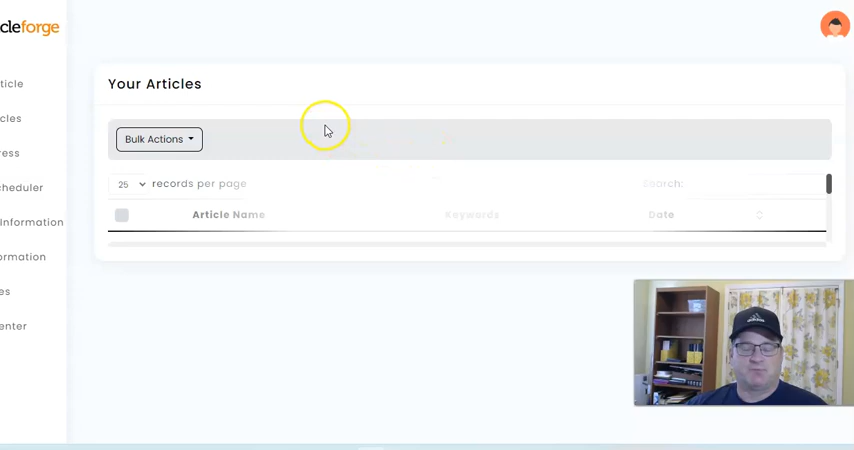 cleforge
ticle
Your Articles
cles
Bulk Actions
ress
25 records per page
Search:
cheduler
Article Name
Keywords
Date
Information
ormation
es
enter